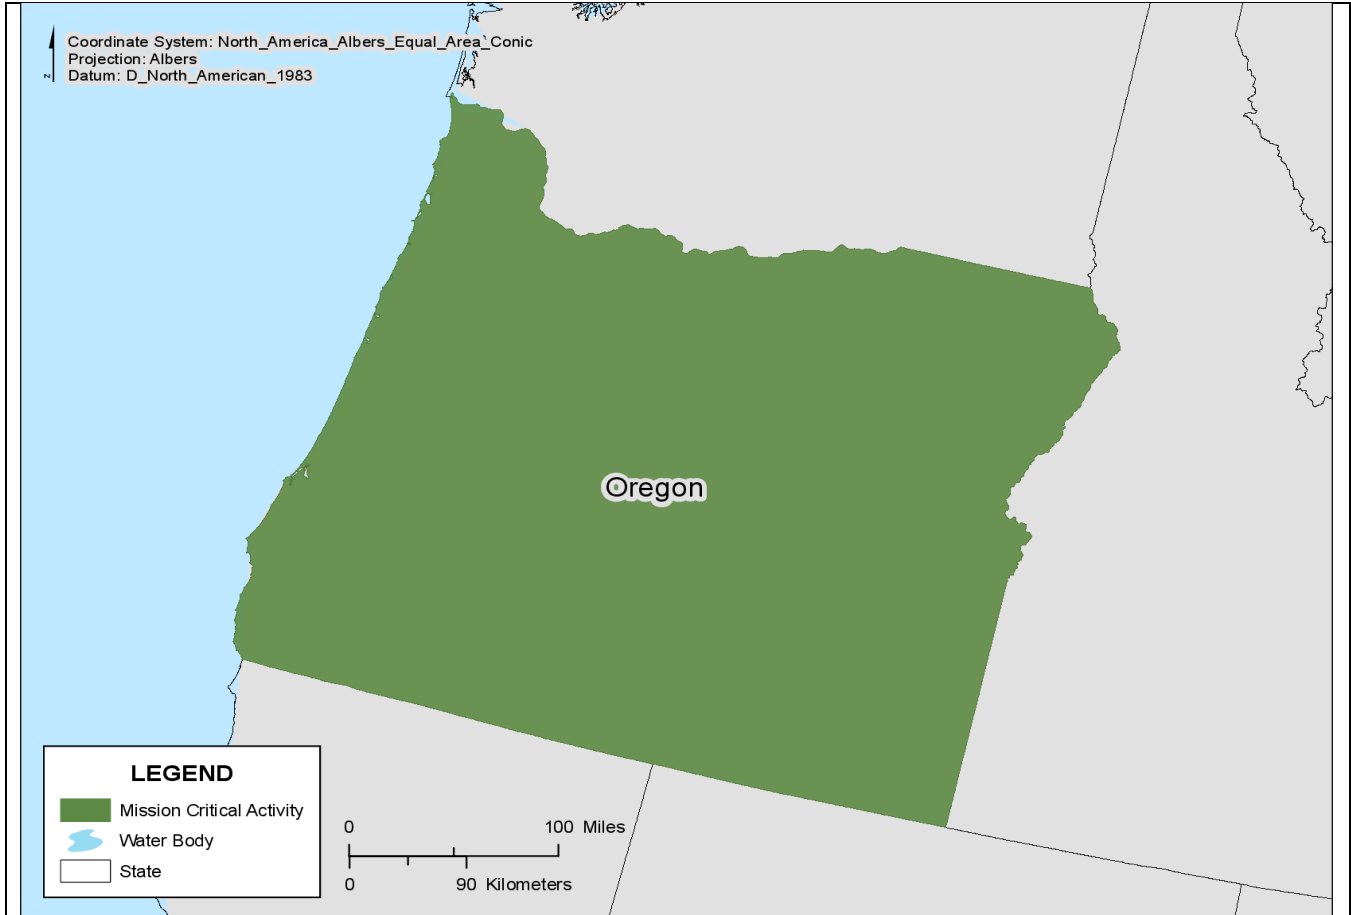 Coordinate System: North_America_Albers_Equal_Area_Conic
Projection: Albers
Datum: D_North_American_1983
N
Oregon
LEGEND
Mission Critical Activity
Water Body
State
0 100 Miles
0 90 Kilometers